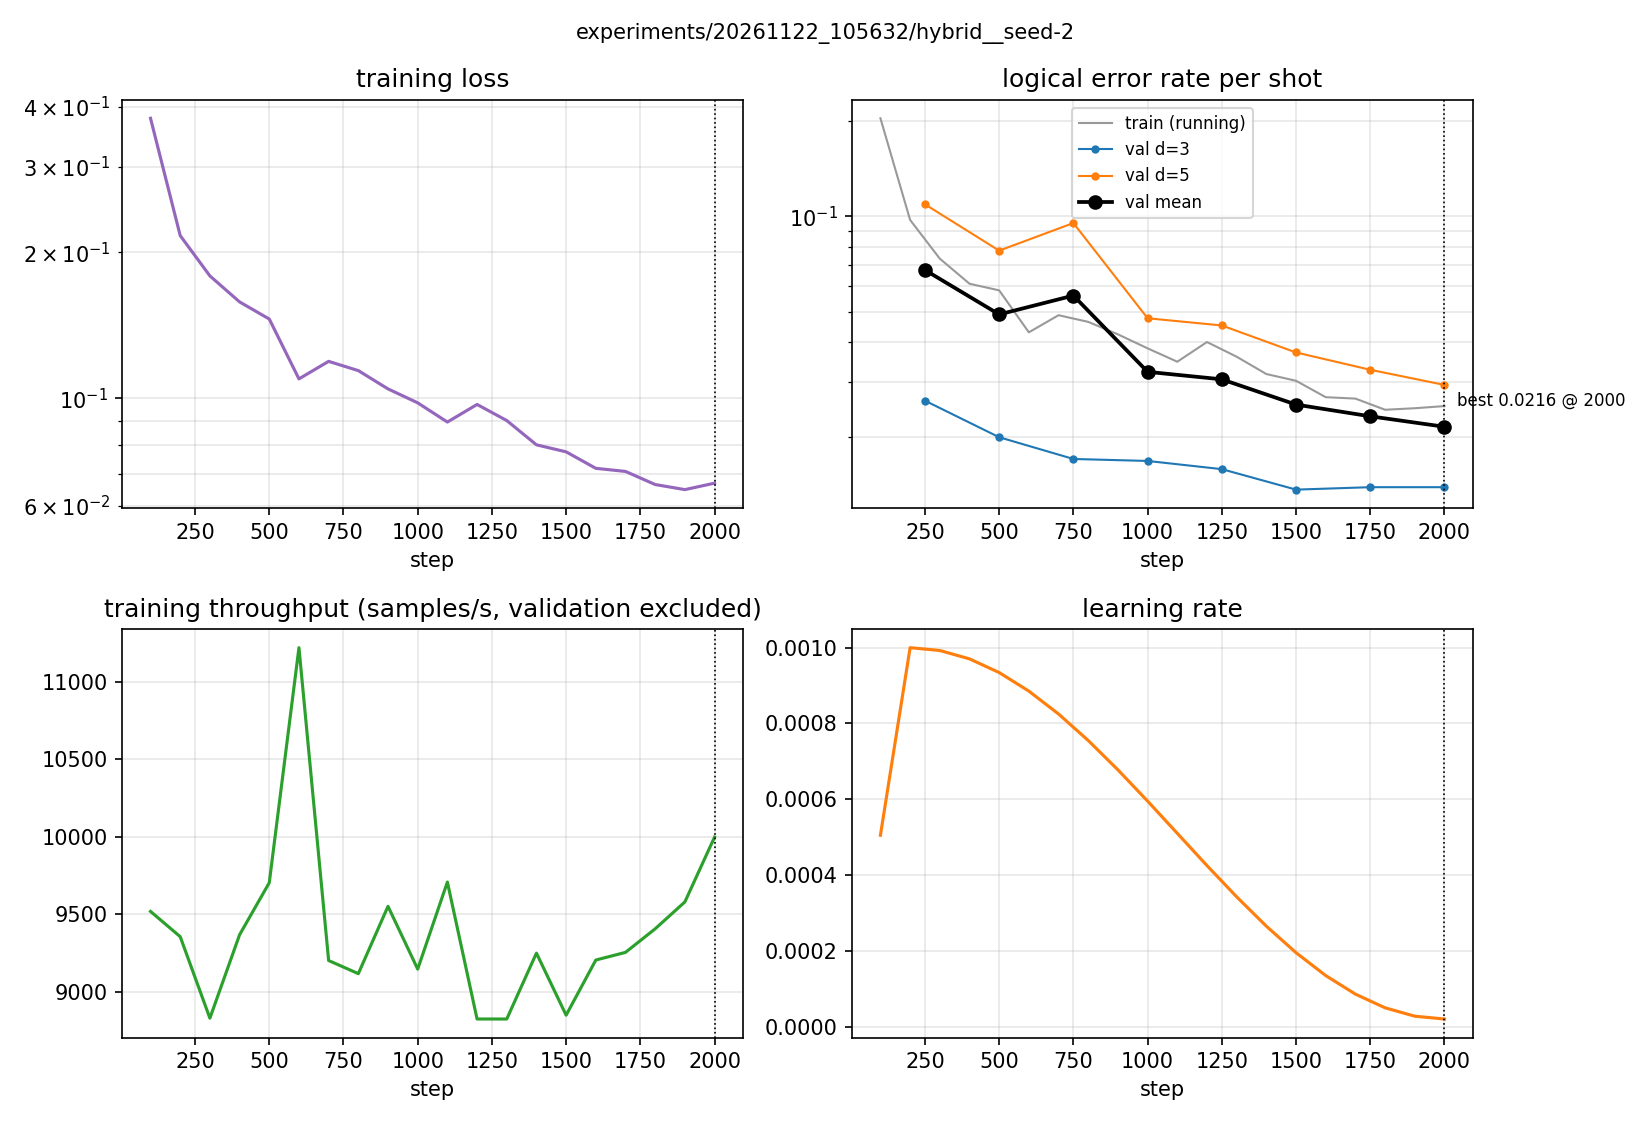 experiments/20261122_105632/hybrid__seed-2
training loss
4 × 10⁻¹
3 × 10⁻¹
2 × 10⁻¹
10⁻¹
6 × 10⁻²
250 500 750 1000 1250 1500 1750 2000
step
logical error rate per shot
train (running)
val d=3
val d=5
val mean
10⁻¹
best 0.0216 @ 2000
250 500 750 1000 1250 1500 1750 2000
step
training throughput (samples/s, validation excluded)
11000
10500
10000
9500
9000
250 500 750 1000 1250 1500 1750 2000
step
learning rate
0.0010
0.0008
0.0006
0.0004
0.0002
0.0000
250 500 750 1000 1250 1500 1750 2000
step